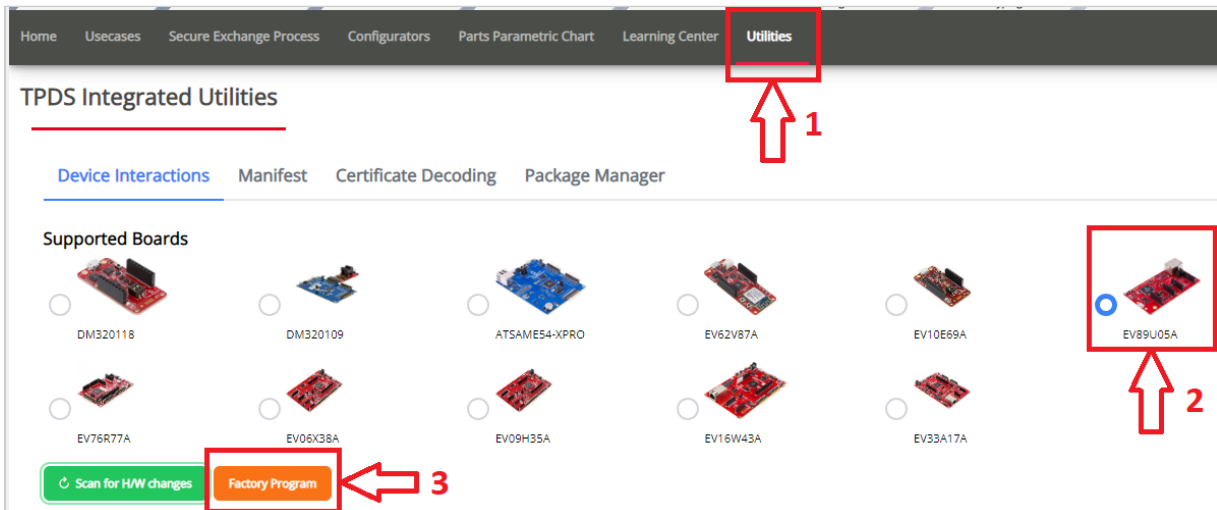 Home Usecases Secure Exchange Process Configurators Parts Parametric Chart Learning Center Utilities
1
TPDS Integrated Utilities
Device Interactions Manifest Certificate Decoding Package Manager
Supported Boards
DM320118 DM320109 ATSAME54-XPRO EV62V87A EV10E69A EV89U05A
2
EV76R77A EV06X38A EV09H35A EV16W43A EV33A17A
Scan for H/W changes Factory Program 3